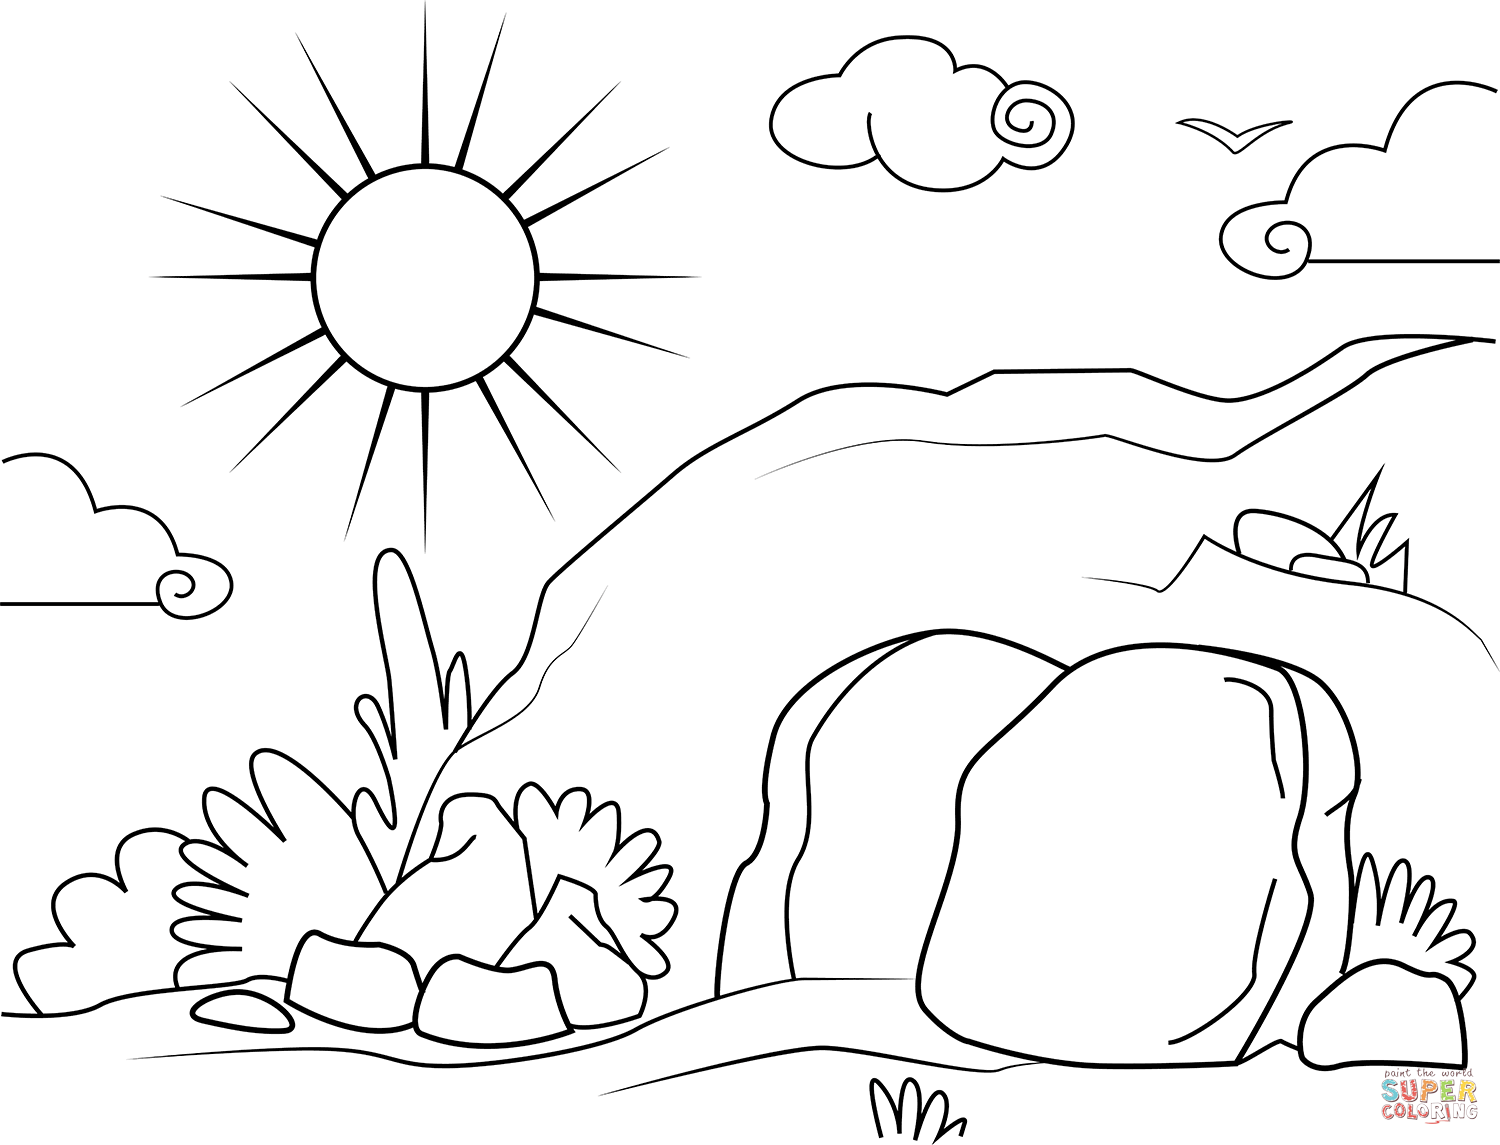 paint the world
SUPER
COLORING